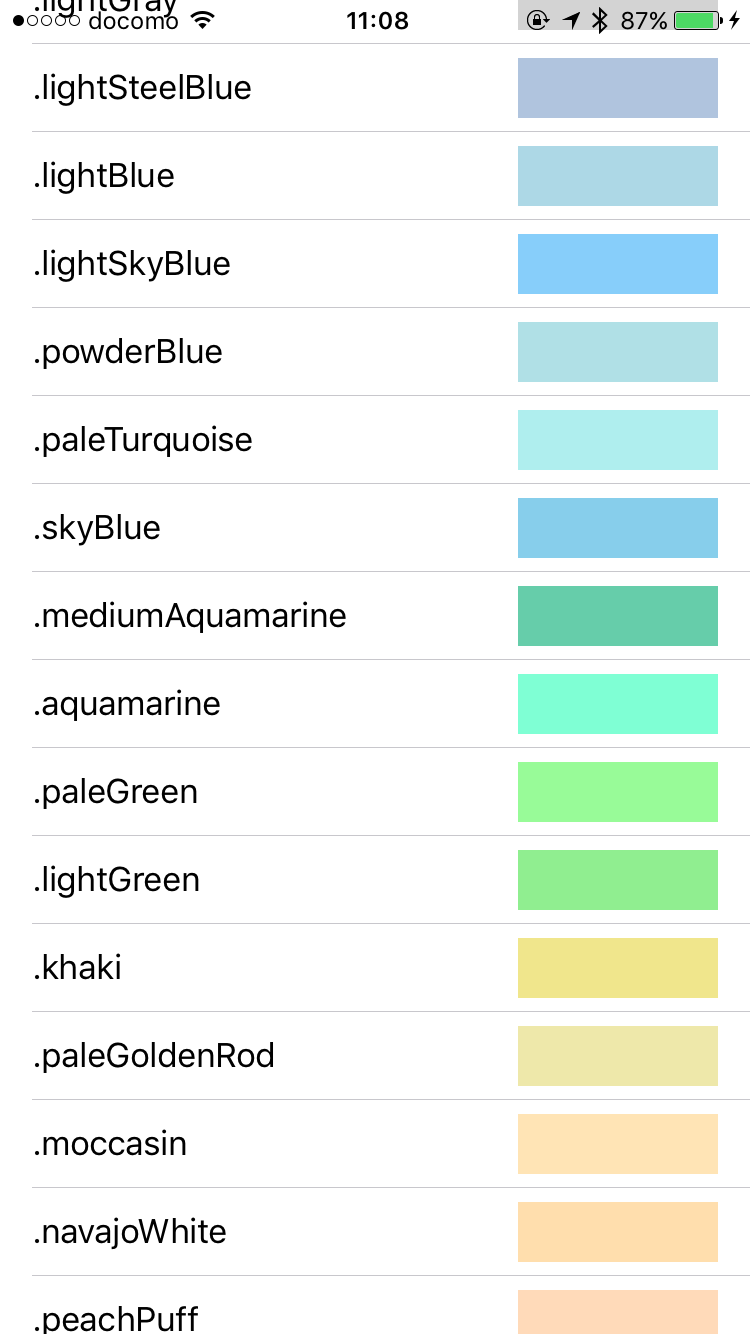 .lightGray
docomo 11:08 87%
.lightSteelBlue
.lightBlue
.lightSkyBlue
.powderBlue
.paleTurquoise
.skyBlue
.mediumAquamarine
.aquamarine
.paleGreen
.lightGreen
.khaki
.paleGoldenRod
.moccasin
.navajoWhite
.peachPuff